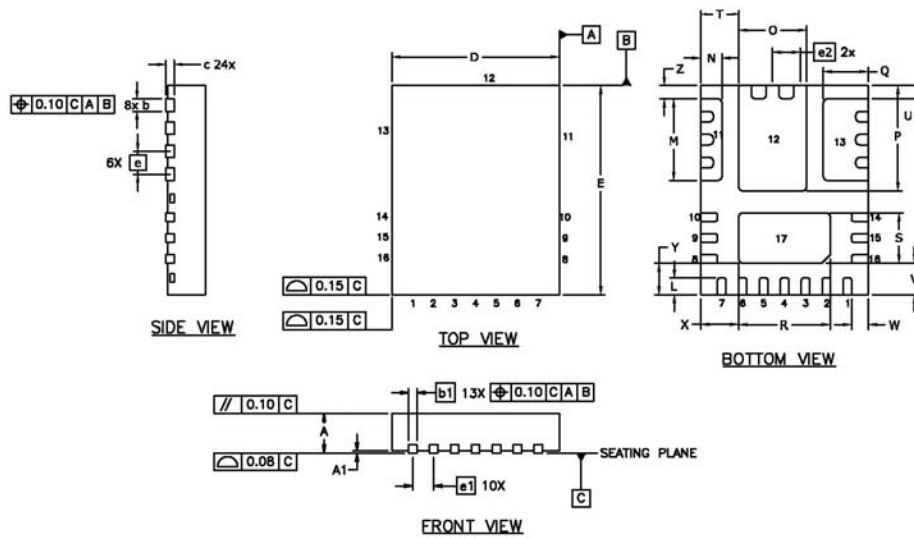 c 24x
⌖ 0.10 C A B
8x b
6X e
SIDE VIEW
D
A
B
12
13
11
E
14
10
15
9
16
8
⌓ 0.15 C
⌓ 0.15 C
1 2 3 4 5 6 7
TOP VIEW
T
O
N
e2 2x
Z
Q
U
M
11
12
13
P
10
14
9
17
15
S
8
16
Y
L
V
7 6 5 4 3 2 1
X
R
W
BOTTOM VIEW
b1 13X ⌖ 0.10 C A B
// 0.10 C
A
⌓ 0.08 C
A1
SEATING PLANE
e1 10X
C
FRONT VIEW